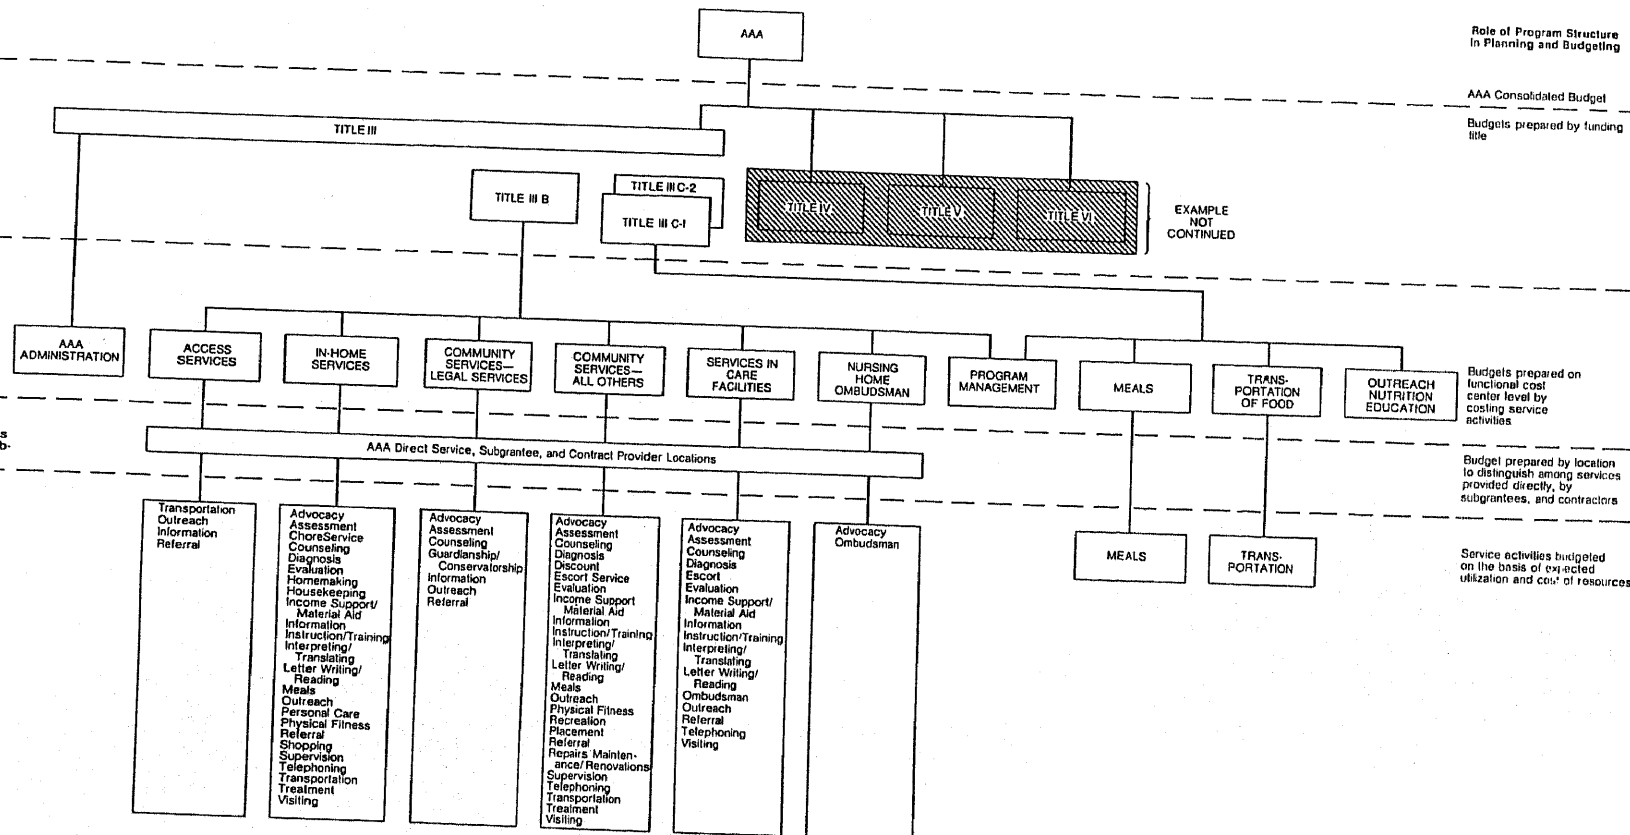 AAA
Role of Program Structure
in Planning and Budgeting
AAA Consolidated Budget
Budgets prepared by funding
title
TITLE III
TITLE III B
TITLE III C-2
TITLE III C-I
TITLE IV
TITLE V
TITLE VI
EXAMPLE
NOT
CONTINUED
AAA
ADMINISTRATION
ACCESS
SERVICES
IN-HOME
SERVICES
COMMUNITY
SERVICES—
LEGAL SERVICES
COMMUNITY
SERVICES—
ALL OTHERS
SERVICES IN
CARE
FACILITIES
NURSING
HOME
OMBUDSMAN
PROGRAM
MANAGEMENT
MEALS
TRANS-
PORTATION
OF FOOD
OUTREACH
NUTRITION
EDUCATION
Budgets prepared on
functional cost
center level by
costing service
activities
s
b-
AAA Direct Service, Subgrantee, and Contract Provider Locations
Budget prepared by location
to distinguish among services
provided directly, by
subgrantees, and contractors
Transportation
Outreach
Information
Referral
Advocacy
Assessment
ChoreService
Counseling
Diagnosis
Evaluation
Homemaking
Housekeeping
Income Support/
Material Aid
Information
Instruction/Training
Interpreting/
Translating
Letter Writing/
Reading
Meals
Outreach
Personal Care
Physical Fitness
Referral
Shopping
Supervision
Telephoning
Transportation
Treatment
Visiting
Advocacy
Assessment
Counseling
Guardianship/
Conservatorship
Information
Outreach
Referral
Advocacy
Assessment
Counseling
Diagnosis
Discount
Escort Service
Evaluation
Income Support
Material Aid
Information
Instruction/Training
Interpreting/
Translating
Letter Writing/
Reading
Meals
Outreach
Physical Fitness
Recreation
Placement
Referral
Repairs Mainten-
ance/Renovations
Supervision
Telephoning
Transportation
Treatment
Visiting
Advocacy
Assessment
Counseling
Diagnosis
Escort
Evaluation
Income Support/
Material Aid
Information
Instruction/Training
Interpreting/
Translating
Letter Writing/
Reading
Ombudsman
Outreach
Referral
Telephoning
Visiting
Advocacy
Ombudsman
MEALS
TRANS-
PORTATION
Service activities budgeted
on the basis of expected
utilization and cost of resources